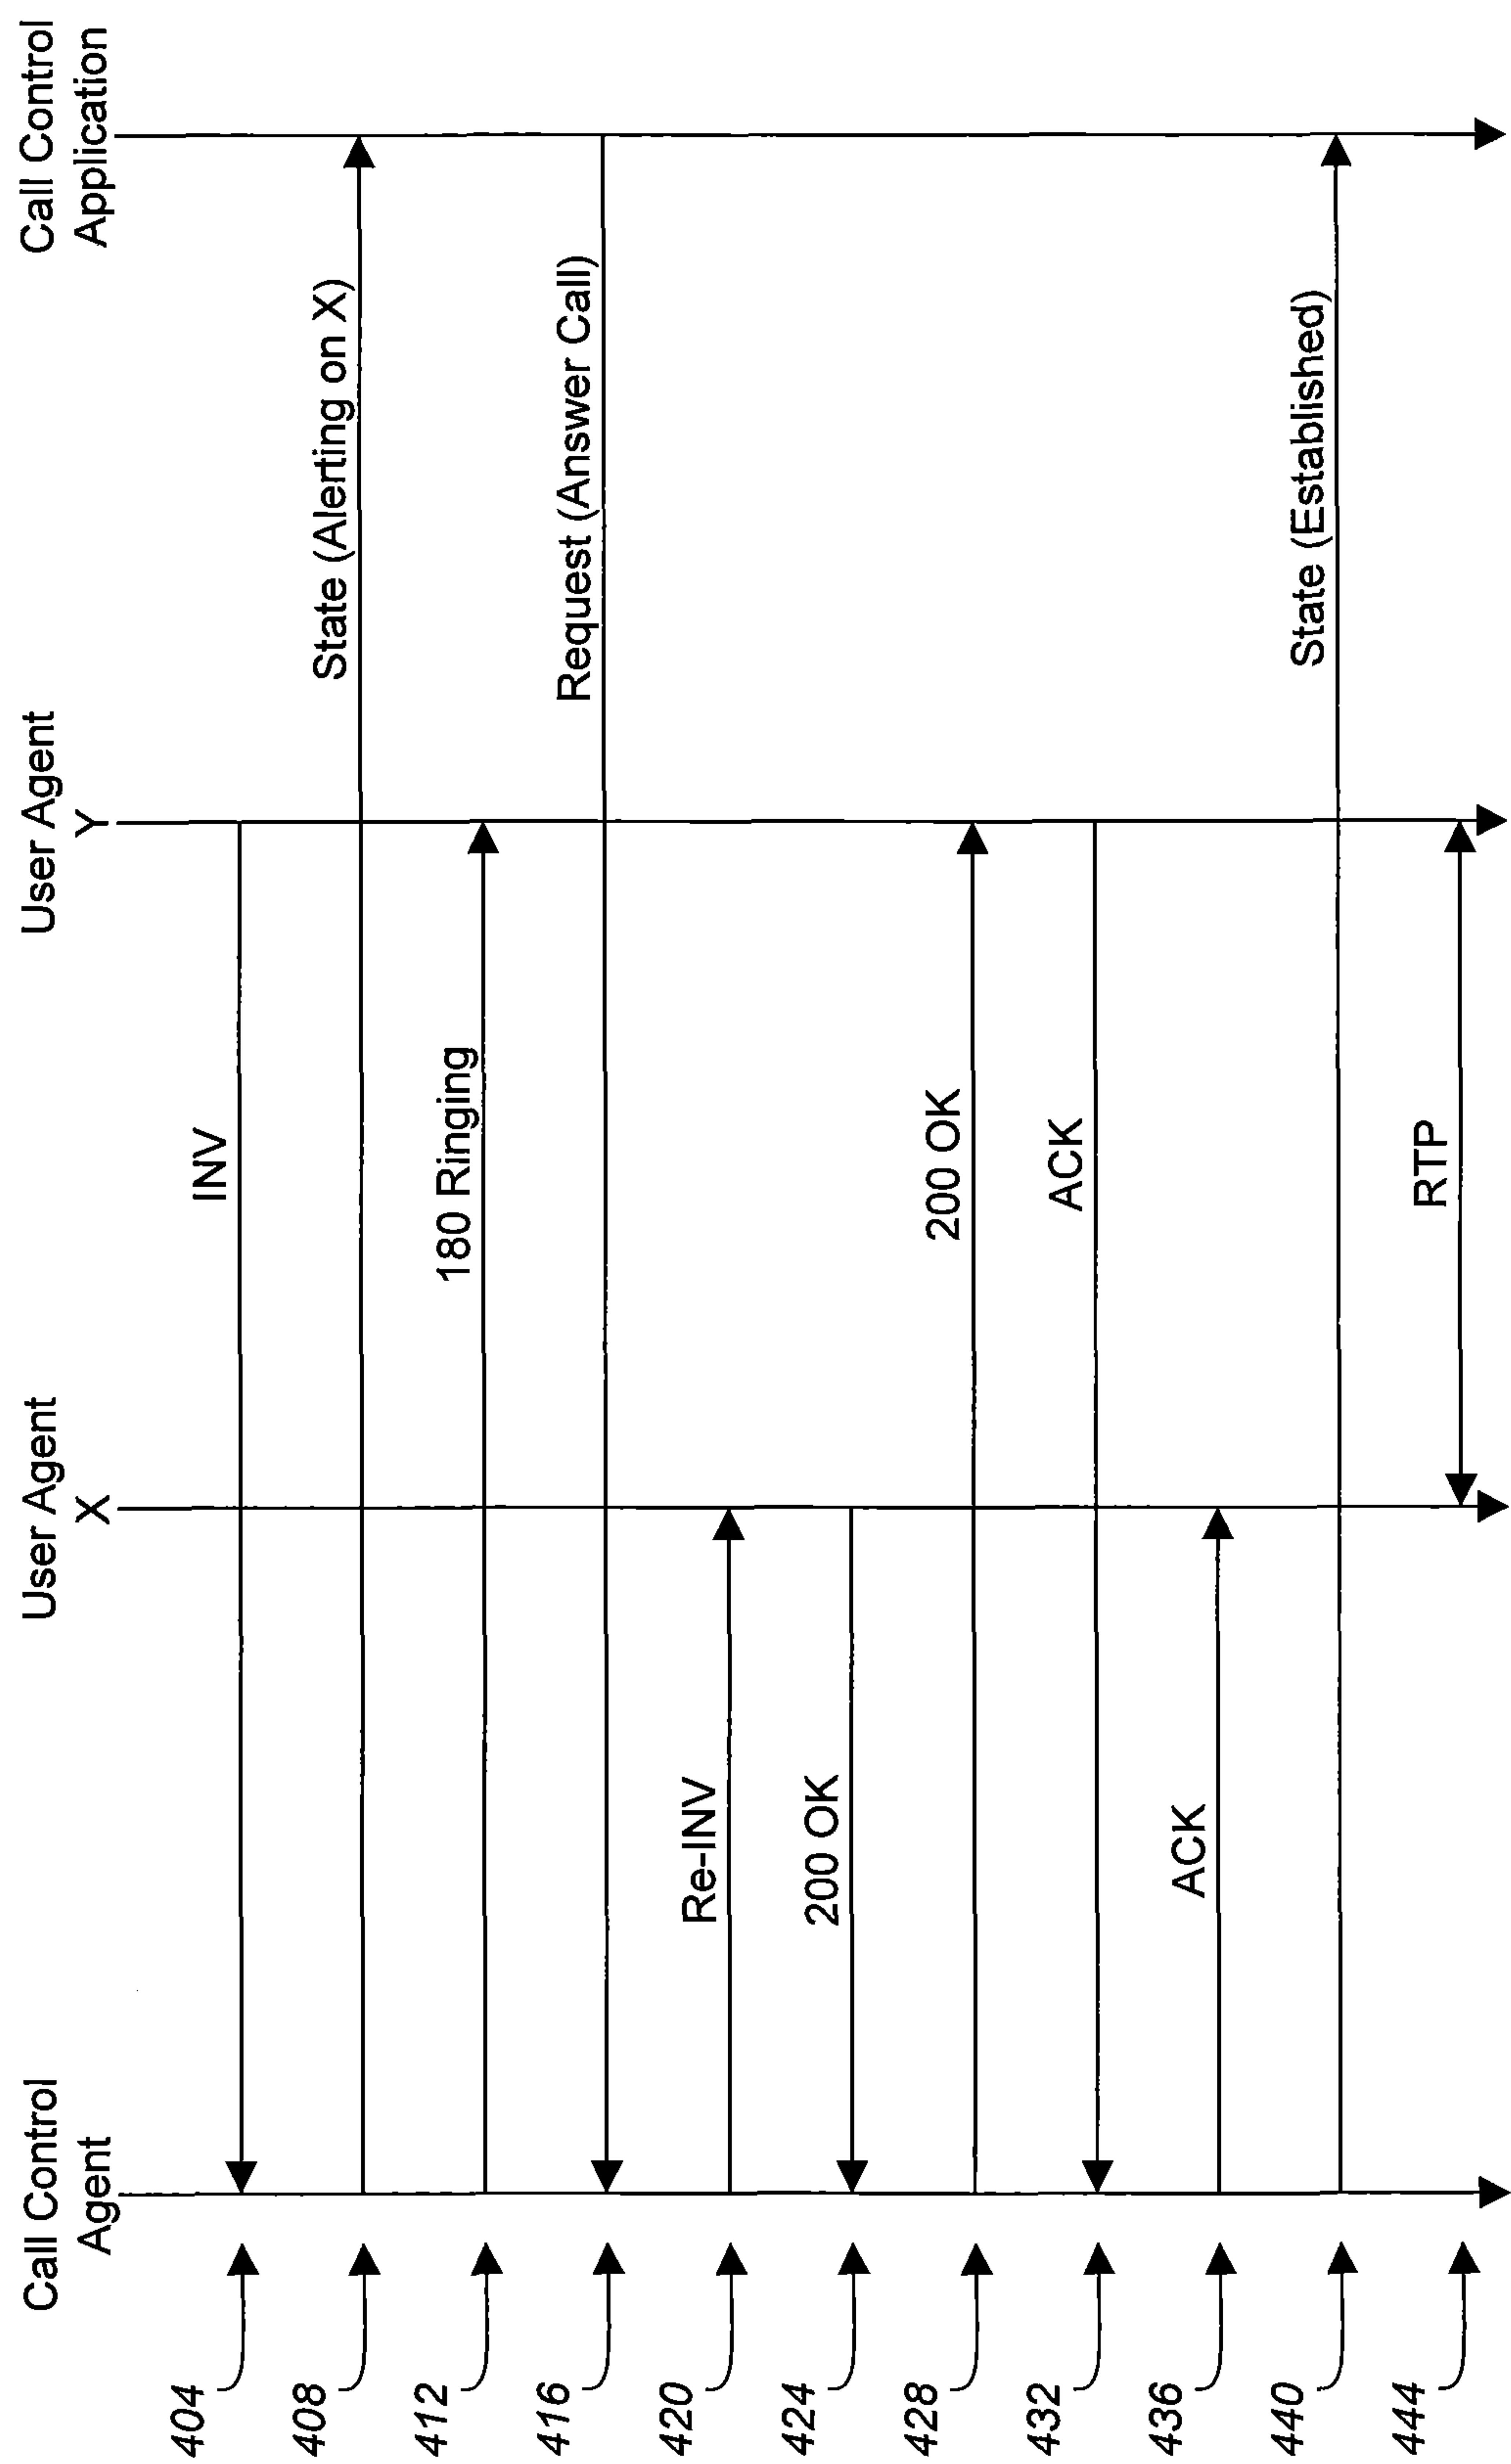 Call Control
Agent
User Agent
X
User Agent
Y
Call Control
Application
404
INV
408
State (Alerting on X)
412
180 Ringing
416
Request (Answer Call)
420
Re-INV
424
200 OK
428
200 OK
432
ACK
436
ACK
440
State (Established)
444
RTP